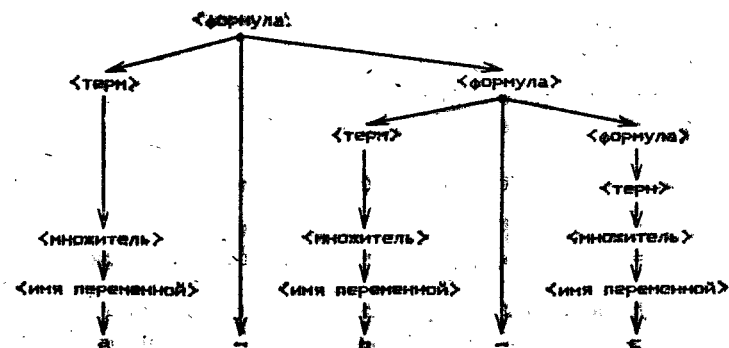 <формула>
<терм> <формула>
<терм> <формула>
<терм>
<множитель> <множитель> <множитель>
<имя переменной> <имя переменной> <имя переменной>